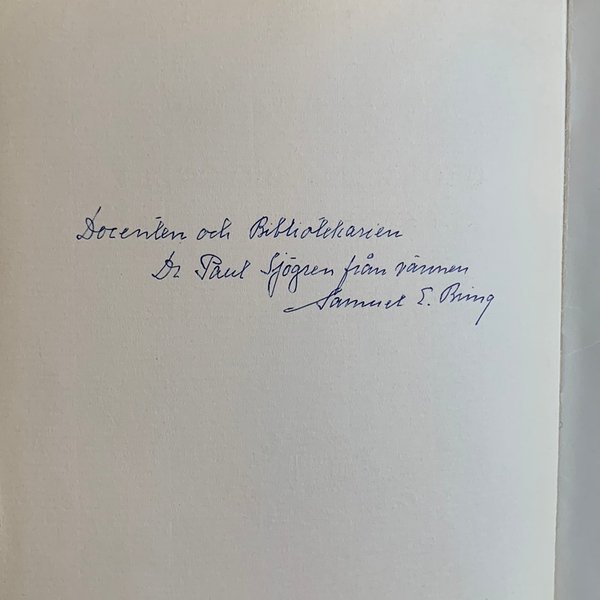 Docenten och Bibliotekarien
Dr Paul Sjögren från vännen
Samuel E. Bring